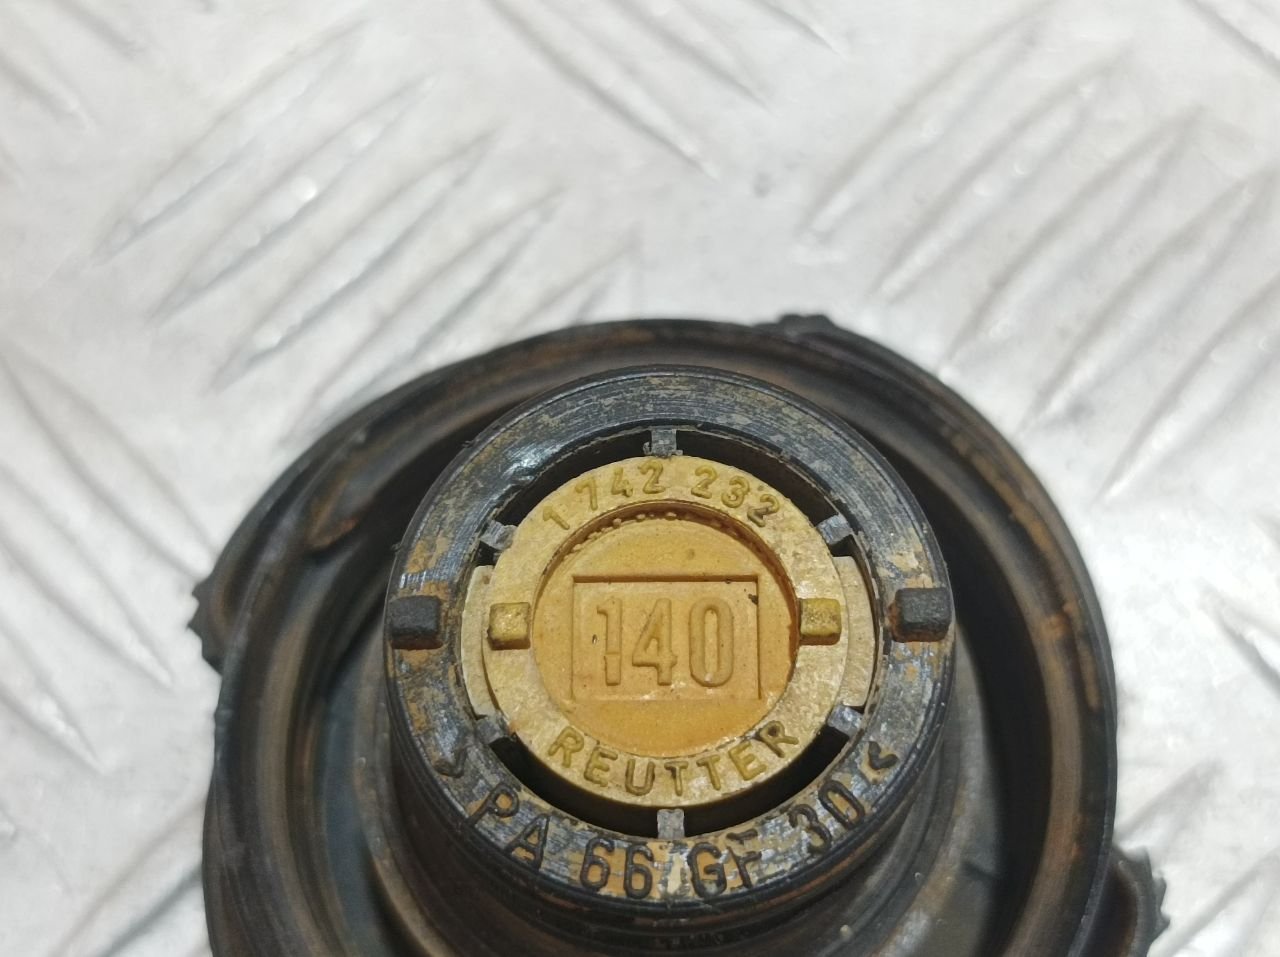 1 742 232
140
REUTTER
>PA 66 GF 30<